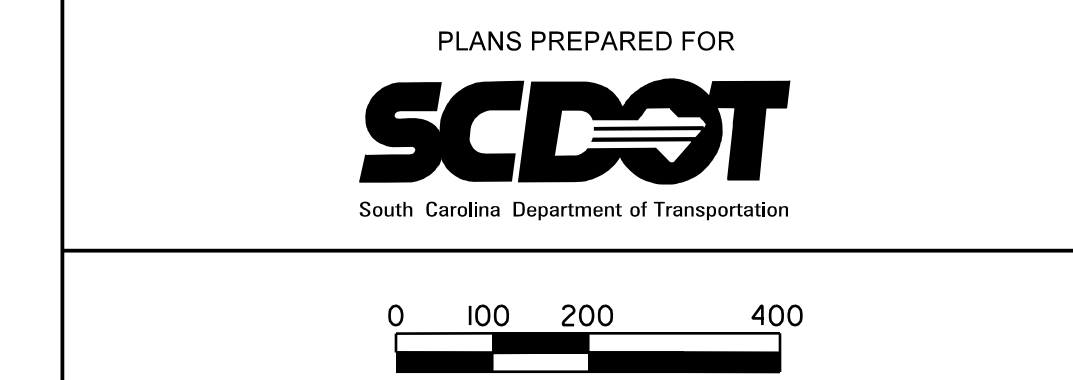 PLANS PREPARED FOR
SCDOT
South Carolina Department of Transportation
0 100 200 400